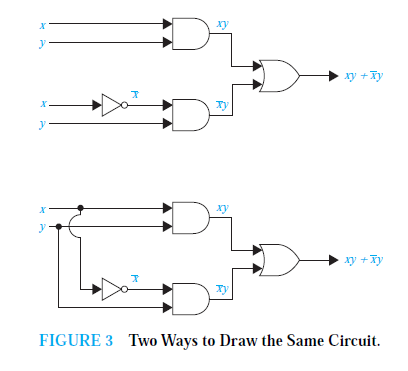 x
y
xy
xy + x̅y
x
x̅
y
x̅y
x
xy
y
xy + x̅y
x̅
x̅y
FIGURE 3 Two Ways to Draw the Same Circuit.